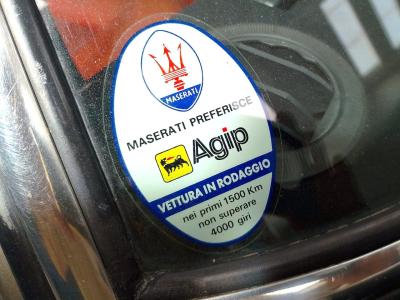 MASERATI
MASERATI PREFERISCE
Agip
VETTURA IN RODAGGIO
nei primi 1500 Km
non superare
4000 giri